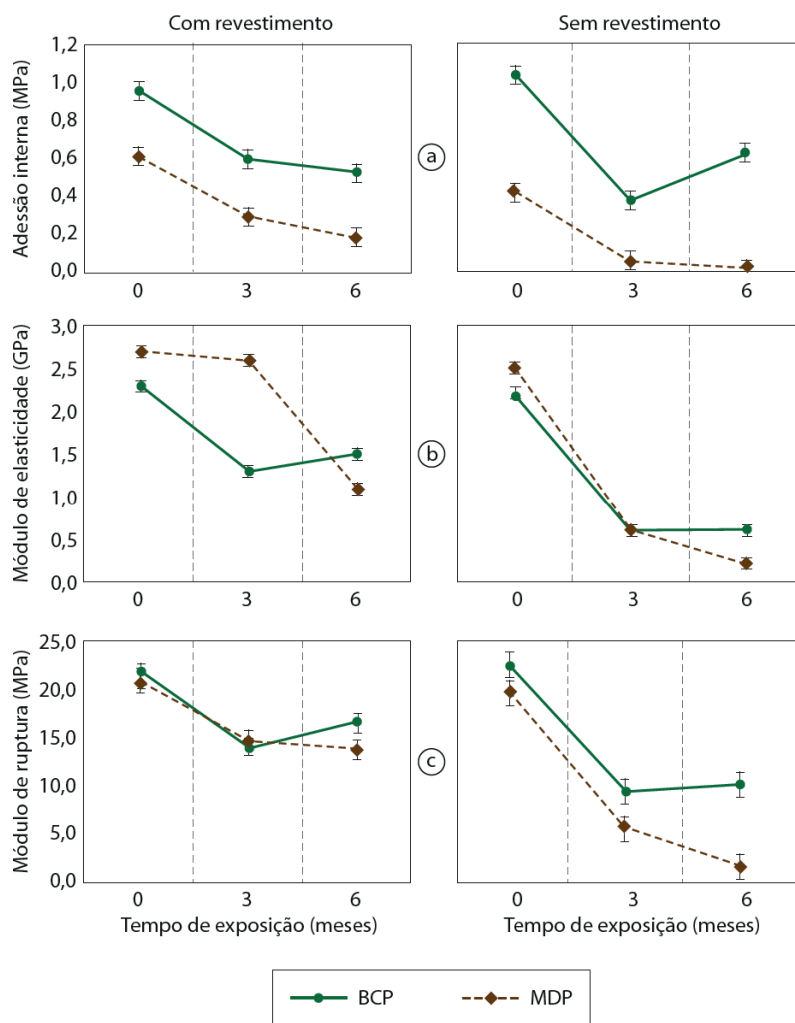 Com revestimento
Sem revestimento
Adessão interna (MPa)
1,2
1,0
0,8
0,6
0,4
0,2
0,0
0 3 6
a
0 3 6
Módulo de elasticidade (GPa)
3,0
2,5
2,0
1,5
1,0
0,5
0,0
0 3 6
b
0 3 6
Módulo de ruptura (MPa)
25,0
20,0
15,0
10,0
5,0
0,0
0 3 6
Tempo de exposição (meses)
c
0 3 6
Tempo de exposição (meses)
BCP MDP